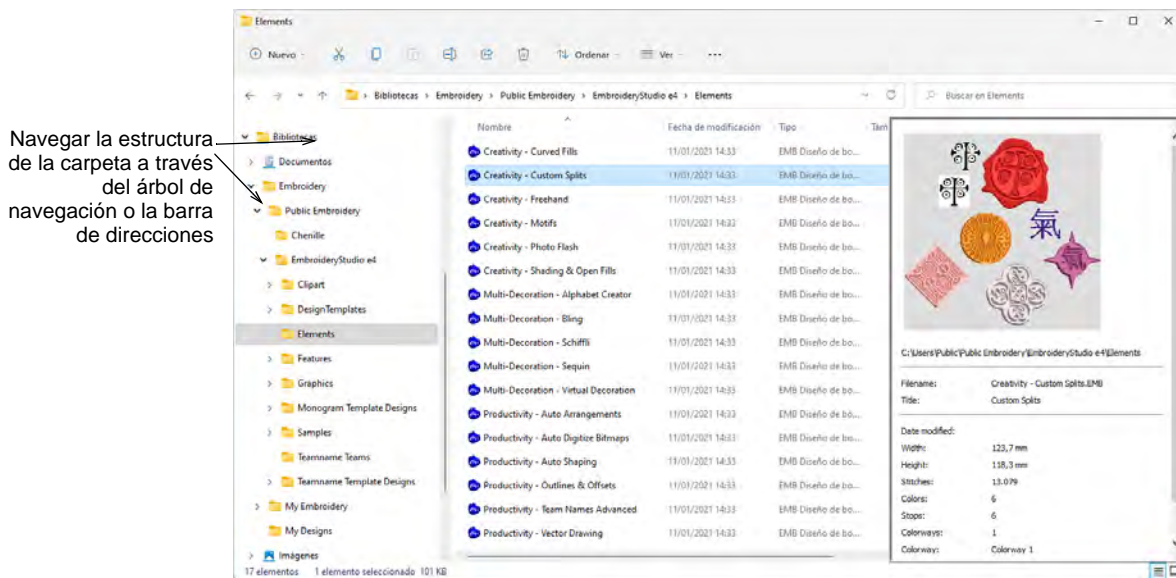 Elements
Nuevo
Ordenar
Ver
Bibliotecas > Embroidery > Public Embroidery > EmbroideryStudio e4 > Elements
Buscar en Elements
Navegar la estructura
de la carpeta a través
del árbol de
navegación o la barra
de direcciones
Bibliotecas
Documentos
Embroidery
Public Embroidery
Chenille
EmbroideryStudio e4
Clipart
DesignTemplates
Elements
Features
Graphics
Monogram Template Designs
Samples
Teamname Teams
Teamname Template Designs
My Embroidery
My Designs
Imágenes
Nombre Fecha de modificación Tipo Tam
Creativity - Curved Fills 11/01/2021 14:33 EMB Diseño de bo...
Creativity - Custom Splits 11/01/2021 14:33 EMB Diseño de bo...
Creativity - Freehand 11/01/2021 14:33 EMB Diseño de bo...
Creativity - Motifs 11/01/2021 14:33 EMB Diseño de bo...
Creativity - Photo Flash 11/01/2021 14:33 EMB Diseño de bo...
Creativity - Shading & Open Fills 11/01/2021 14:33 EMB Diseño de bo...
Multi-Decoration - Alphabet Creator 11/01/2021 14:33 EMB Diseño de bo...
Multi-Decoration - Bling 11/01/2021 14:33 EMB Diseño de bo...
Multi-Decoration - Schiffli 11/01/2021 14:33 EMB Diseño de bo...
Multi-Decoration - Sequin 11/01/2021 14:33 EMB Diseño de bo...
Multi-Decoration - Virtual Decoration 11/01/2021 14:33 EMB Diseño de bo...
Productivity - Auto Arrangements 11/01/2021 14:33 EMB Diseño de bo...
Productivity - Auto Digitize Bitmaps 11/01/2021 14:33 EMB Diseño de bo...
Productivity - Auto Shaping 11/01/2021 14:33 EMB Diseño de bo...
Productivity - Outlines & Offsets 11/01/2021 14:33 EMB Diseño de bo...
Productivity - Team Names Advanced 11/01/2021 14:33 EMB Diseño de bo...
Productivity - Vector Drawing 11/01/2021 14:33 EMB Diseño de bo...
氣
氣
C:\Users\Public\Public Embroidery\EmbroideryStudio e4\Elements
Filename: Creativity - Custom Splits.EMB
Title: Custom Splits
Date modified:
Width: 123,7 mm
Height: 118,3 mm
Stitches: 13.079
Colors: 6
Stops: 6
Colorways: 1
Colorway: Colorway 1
17 elementos 1 elemento seleccionado 101 KB